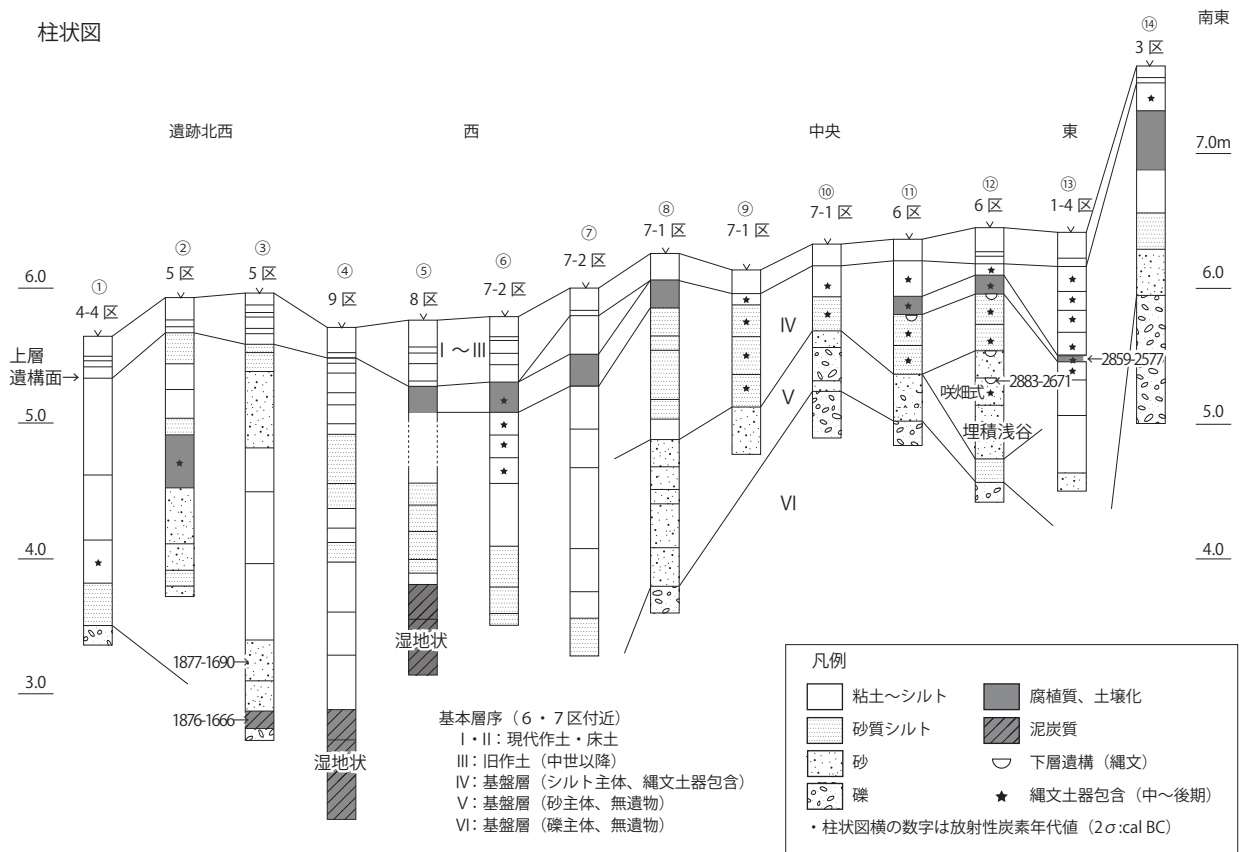 柱状図
南東
遺跡北西
西
中央
東
①
4-4 区
②
5 区
③
5 区
④
9 区
⑤
8 区
⑥
7-2 区
⑦
7-2 区
⑧
7-1 区
⑨
7-1 区
⑩
7-1 区
⑪
6 区
⑫
6 区
⑬
1-4 区
⑭
3 区
7.0m
6.0
6.0
5.0
5.0
4.0
4.0
3.0
上層
遺構面→
Ⅰ～Ⅲ
Ⅳ
Ⅴ
Ⅵ
2859-2577
2883-2671
咲畑式
埋積浅谷
1877-1690
1876-1666
湿地状
湿地状
基本層序（６・７区付近）
Ⅰ・Ⅱ：現代作土・床土
Ⅲ：旧作土（中世以降）
Ⅳ：基盤層（シルト主体、縄文土器包含）
Ⅴ：基盤層（砂主体、無遺物）
Ⅵ：基盤層（礫主体、無遺物）
凡例
粘土～シルト
腐植質、土壌化
砂質シルト
泥炭質
砂
下層遺構（縄文）
礫
★ 縄文土器包含（中～後期）
・柱状図横の数字は放射性炭素年代値（2σ:cal BC）